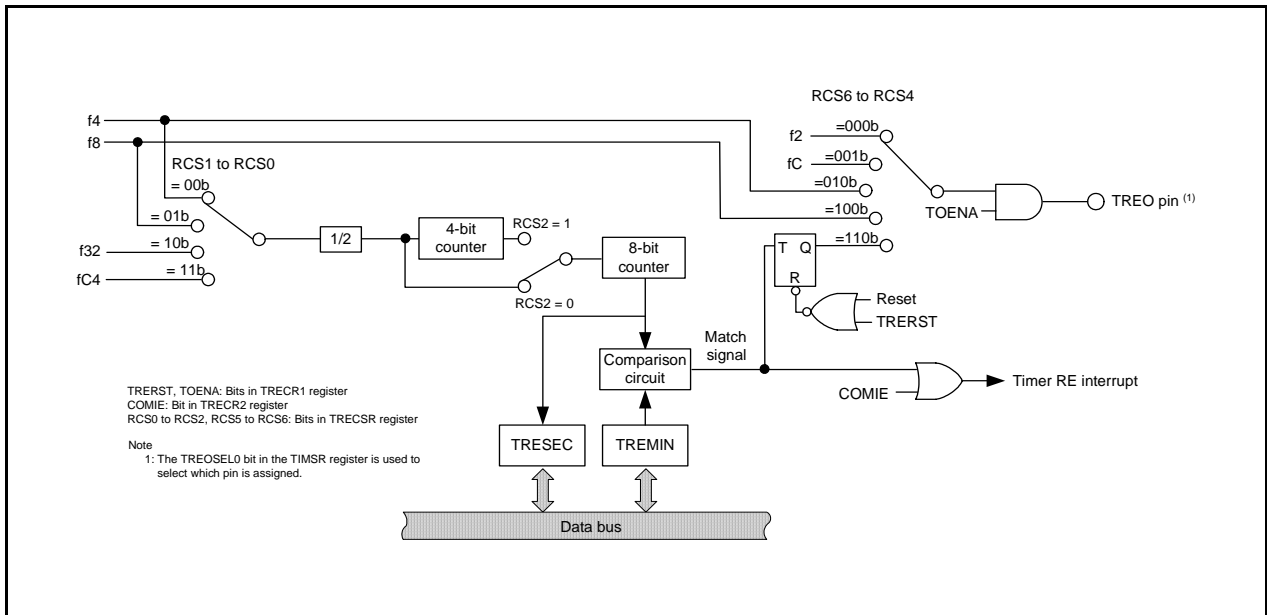 RCS6 to RCS4
f4
f8
f2
=000b
fC
=001b
=010b
=100b
=110b
TOENA
TREO pin (1)
RCS1 to RCS0
= 00b
= 01b
f32
= 10b
fC4
= 11b
1/2
4-bit
counter
RCS2 = 1
RCS2 = 0
8-bit
counter
T Q
R
Reset
TRERST
Match
signal
Comparison
circuit
COMIE
Timer RE interrupt
TRERST, TOENA: Bits in TRECR1 register
COMIE: Bit in TRECR2 register
RCS0 to RCS2, RCS5 to RCS6: Bits in TRECSR register
Note
1: The TREOSEL0 bit in the TIMSR register is used to
select which pin is assigned.
TRESEC
TREMIN
Data bus